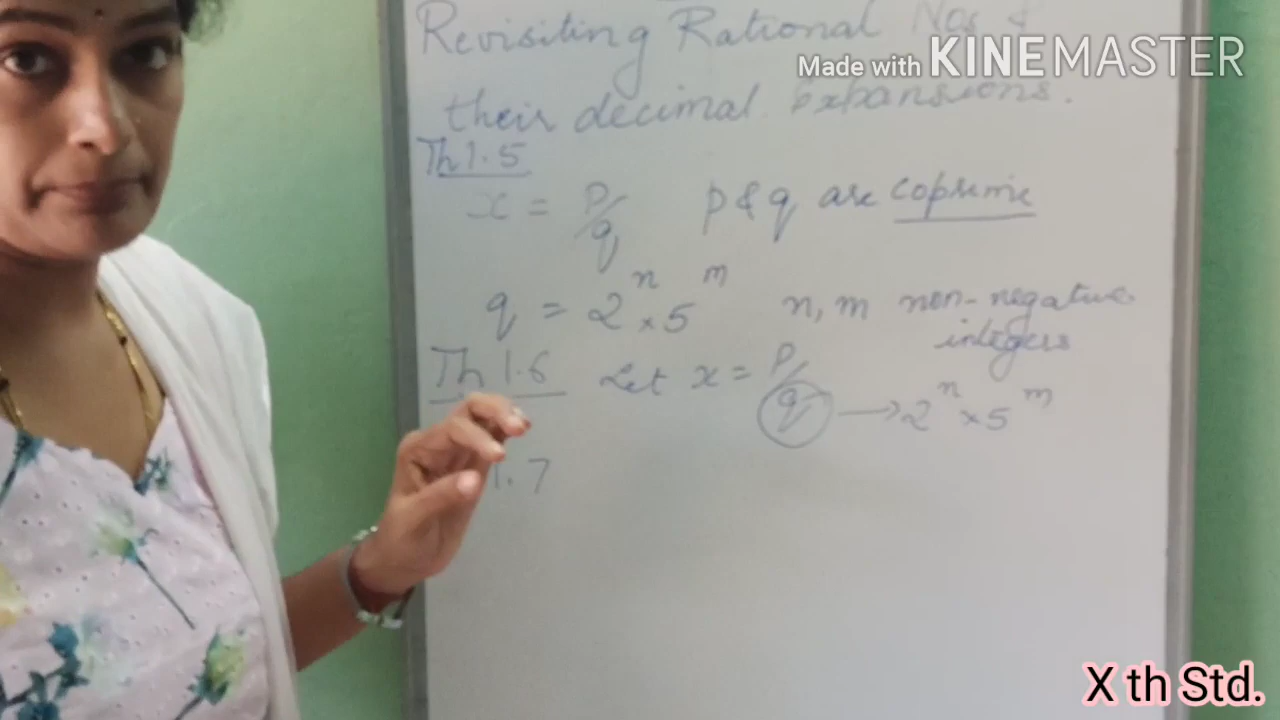 Revisiting Rational Nos &
Made with KINEMASTER
their decimal expansions.
Th 1.5
x = p/q p & q are coprime
q = 2^n × 5^m n, m non-negative
integers
Th 1.6 Let x = p/q → 2^n × 5^m
1.7
X th Std.